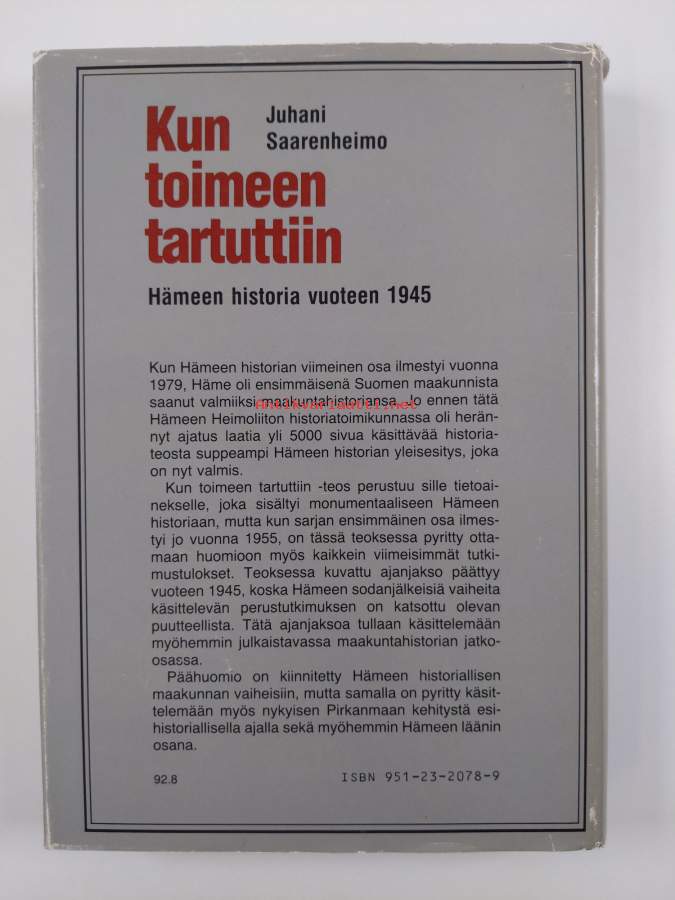 Kun
toimeen
tartuttiin
Juhani
Saarenheimo
Hämeen historia vuoteen 1945
Kun Hämeen historian viimeinen osa ilmestyi vuonna
1979, Häme oli ensimmäisenä Suomen maakunnista
saanut valmiiksi maakuntahistoriansa. Jo ennen tätä
Antikvariaatti.net
Hämeen Heimoliiton historiatoimikunnassa oli herän-
nyt ajatus laatia yli 5000 sivua käsittävää historia-
teosta suppeampi Hämeen historian yleisesitys, joka
on nyt valmis.
Kun toimeen tartuttiin -teos perustuu sille tietoai-
nekselle, joka sisältyi monumentaaliseen Hämeen
historiaan, mutta kun sarjan ensimmäinen osa ilmes-
tyi jo vuonna 1955, on tässä teoksessa pyritty otta-
maan huomioon myös kaikkein viimeisimmät tutki-
mustulokset. Teoksessa kuvattu ajanjakso päättyy
vuoteen 1945, koska Hämeen sodanjälkeisiä vaiheita
käsittelevän perustutkimuksen on katsottu olevan
puutteellista. Tätä ajanjaksoa tullaan käsittelemään
myöhemmin julkaistavassa maakuntahistorian jatko-
osassa.
Päähuomio on kiinnitetty Hämeen historiallisen
maakunnan vaiheisiin, mutta samalla on pyritty käsit-
telemään myös nykyisen Pirkanmaan kehitystä esi-
historiallisella ajalla sekä myöhemmin Hämeen läänin
osana.
92.8
ISBN 951-23-2078-9